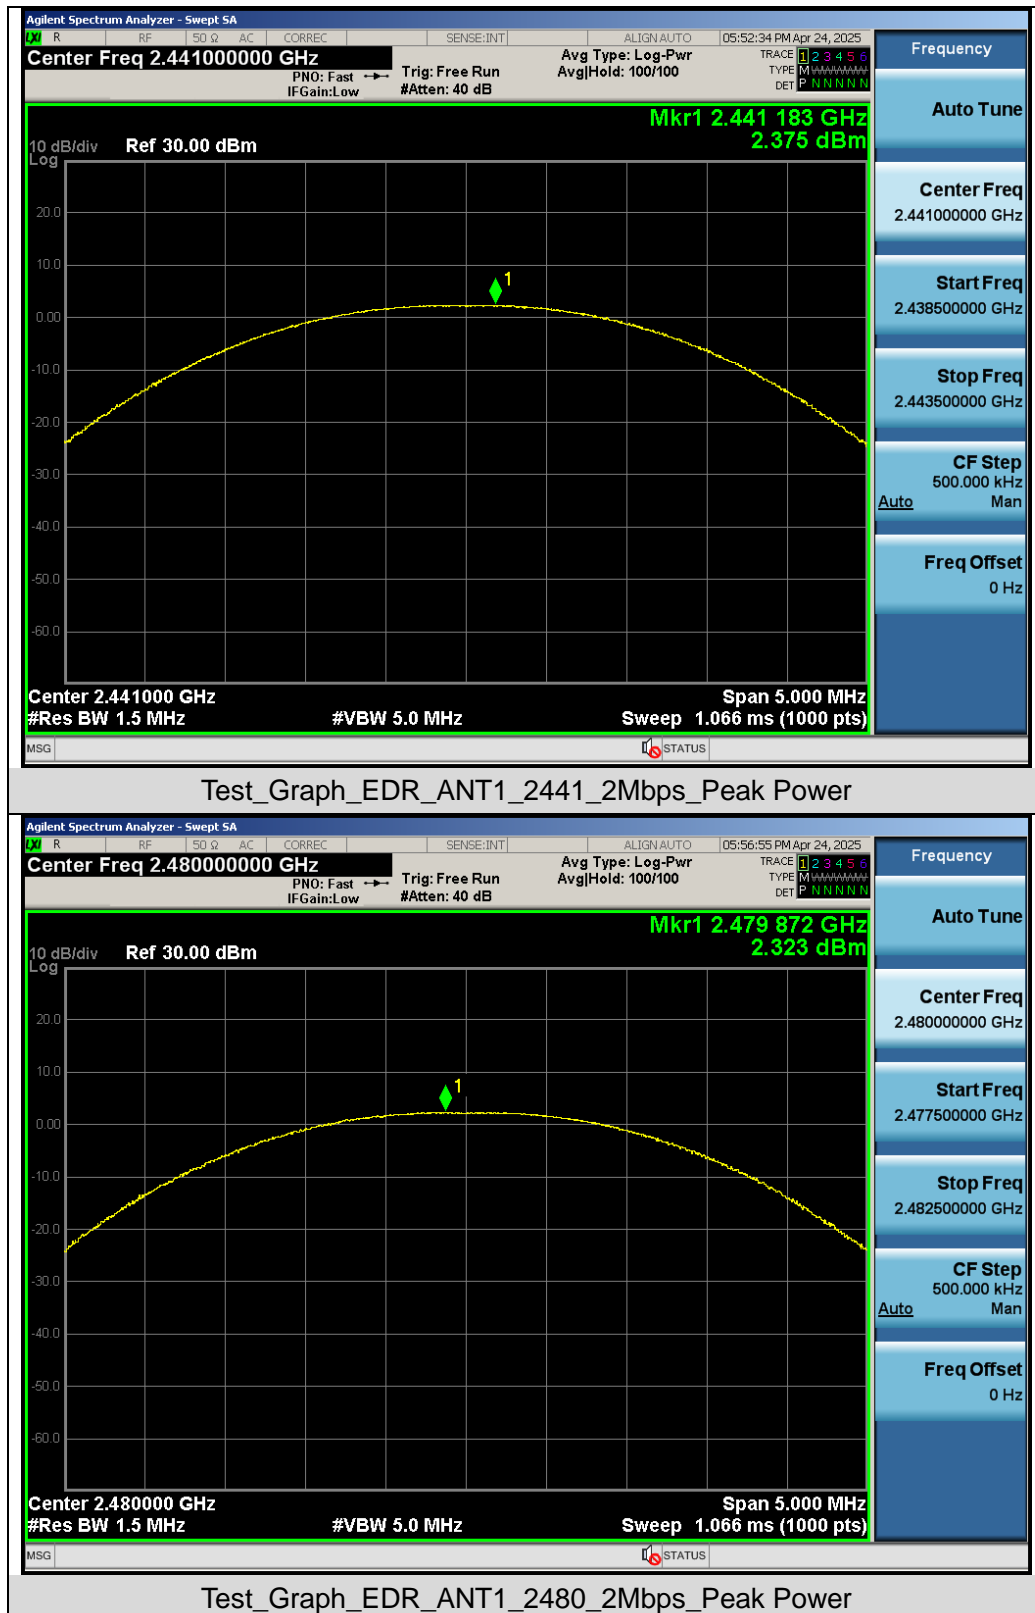 Agilent Spectrum Analyzer - Swept SA
LXI R RF 50 Ω AC CORREC SENSE:INT ALIGN AUTO 05:52:34 PM Apr 24, 2025
Center Freq 2.441000000 GHz
PNO: Fast
IFGain:Low
Trig: Free Run
#Atten: 40 dB
Avg Type: Log-Pwr
Avg|Hold: 100/100
TRACE 1 2 3 4 5 6
TYPE M
DET P N N N N N
Mkr1 2.441 183 GHz
2.375 dBm
10 dB/div Ref 30.00 dBm
Log
20.0
10.0
1
0.00
-10.0
-20.0
-30.0
-40.0
-50.0
-60.0
Center 2.441000 GHz Span 5.000 MHz
#Res BW 1.5 MHz #VBW 5.0 MHz Sweep 1.066 ms (1000 pts)
MSG STATUS
Frequency
Auto Tune
Center Freq
2.441000000 GHz
Start Freq
2.438500000 GHz
Stop Freq
2.443500000 GHz
CF Step
500.000 kHz
Auto Man
Freq Offset
0 Hz
Test_Graph_EDR_ANT1_2441_2Mbps_Peak Power
Agilent Spectrum Analyzer - Swept SA
LXI R RF 50 Ω AC CORREC SENSE:INT ALIGN AUTO 05:56:55 PM Apr 24, 2025
Center Freq 2.480000000 GHz
PNO: Fast
IFGain:Low
Trig: Free Run
#Atten: 40 dB
Avg Type: Log-Pwr
Avg|Hold: 100/100
TRACE 1 2 3 4 5 6
TYPE M
DET P N N N N N
Mkr1 2.479 872 GHz
2.323 dBm
10 dB/div Ref 30.00 dBm
Log
20.0
10.0
1
0.00
-10.0
-20.0
-30.0
-40.0
-50.0
-60.0
Center 2.480000 GHz Span 5.000 MHz
#Res BW 1.5 MHz #VBW 5.0 MHz Sweep 1.066 ms (1000 pts)
MSG STATUS
Frequency
Auto Tune
Center Freq
2.480000000 GHz
Start Freq
2.477500000 GHz
Stop Freq
2.482500000 GHz
CF Step
500.000 kHz
Auto Man
Freq Offset
0 Hz
Test_Graph_EDR_ANT1_2480_2Mbps_Peak Power